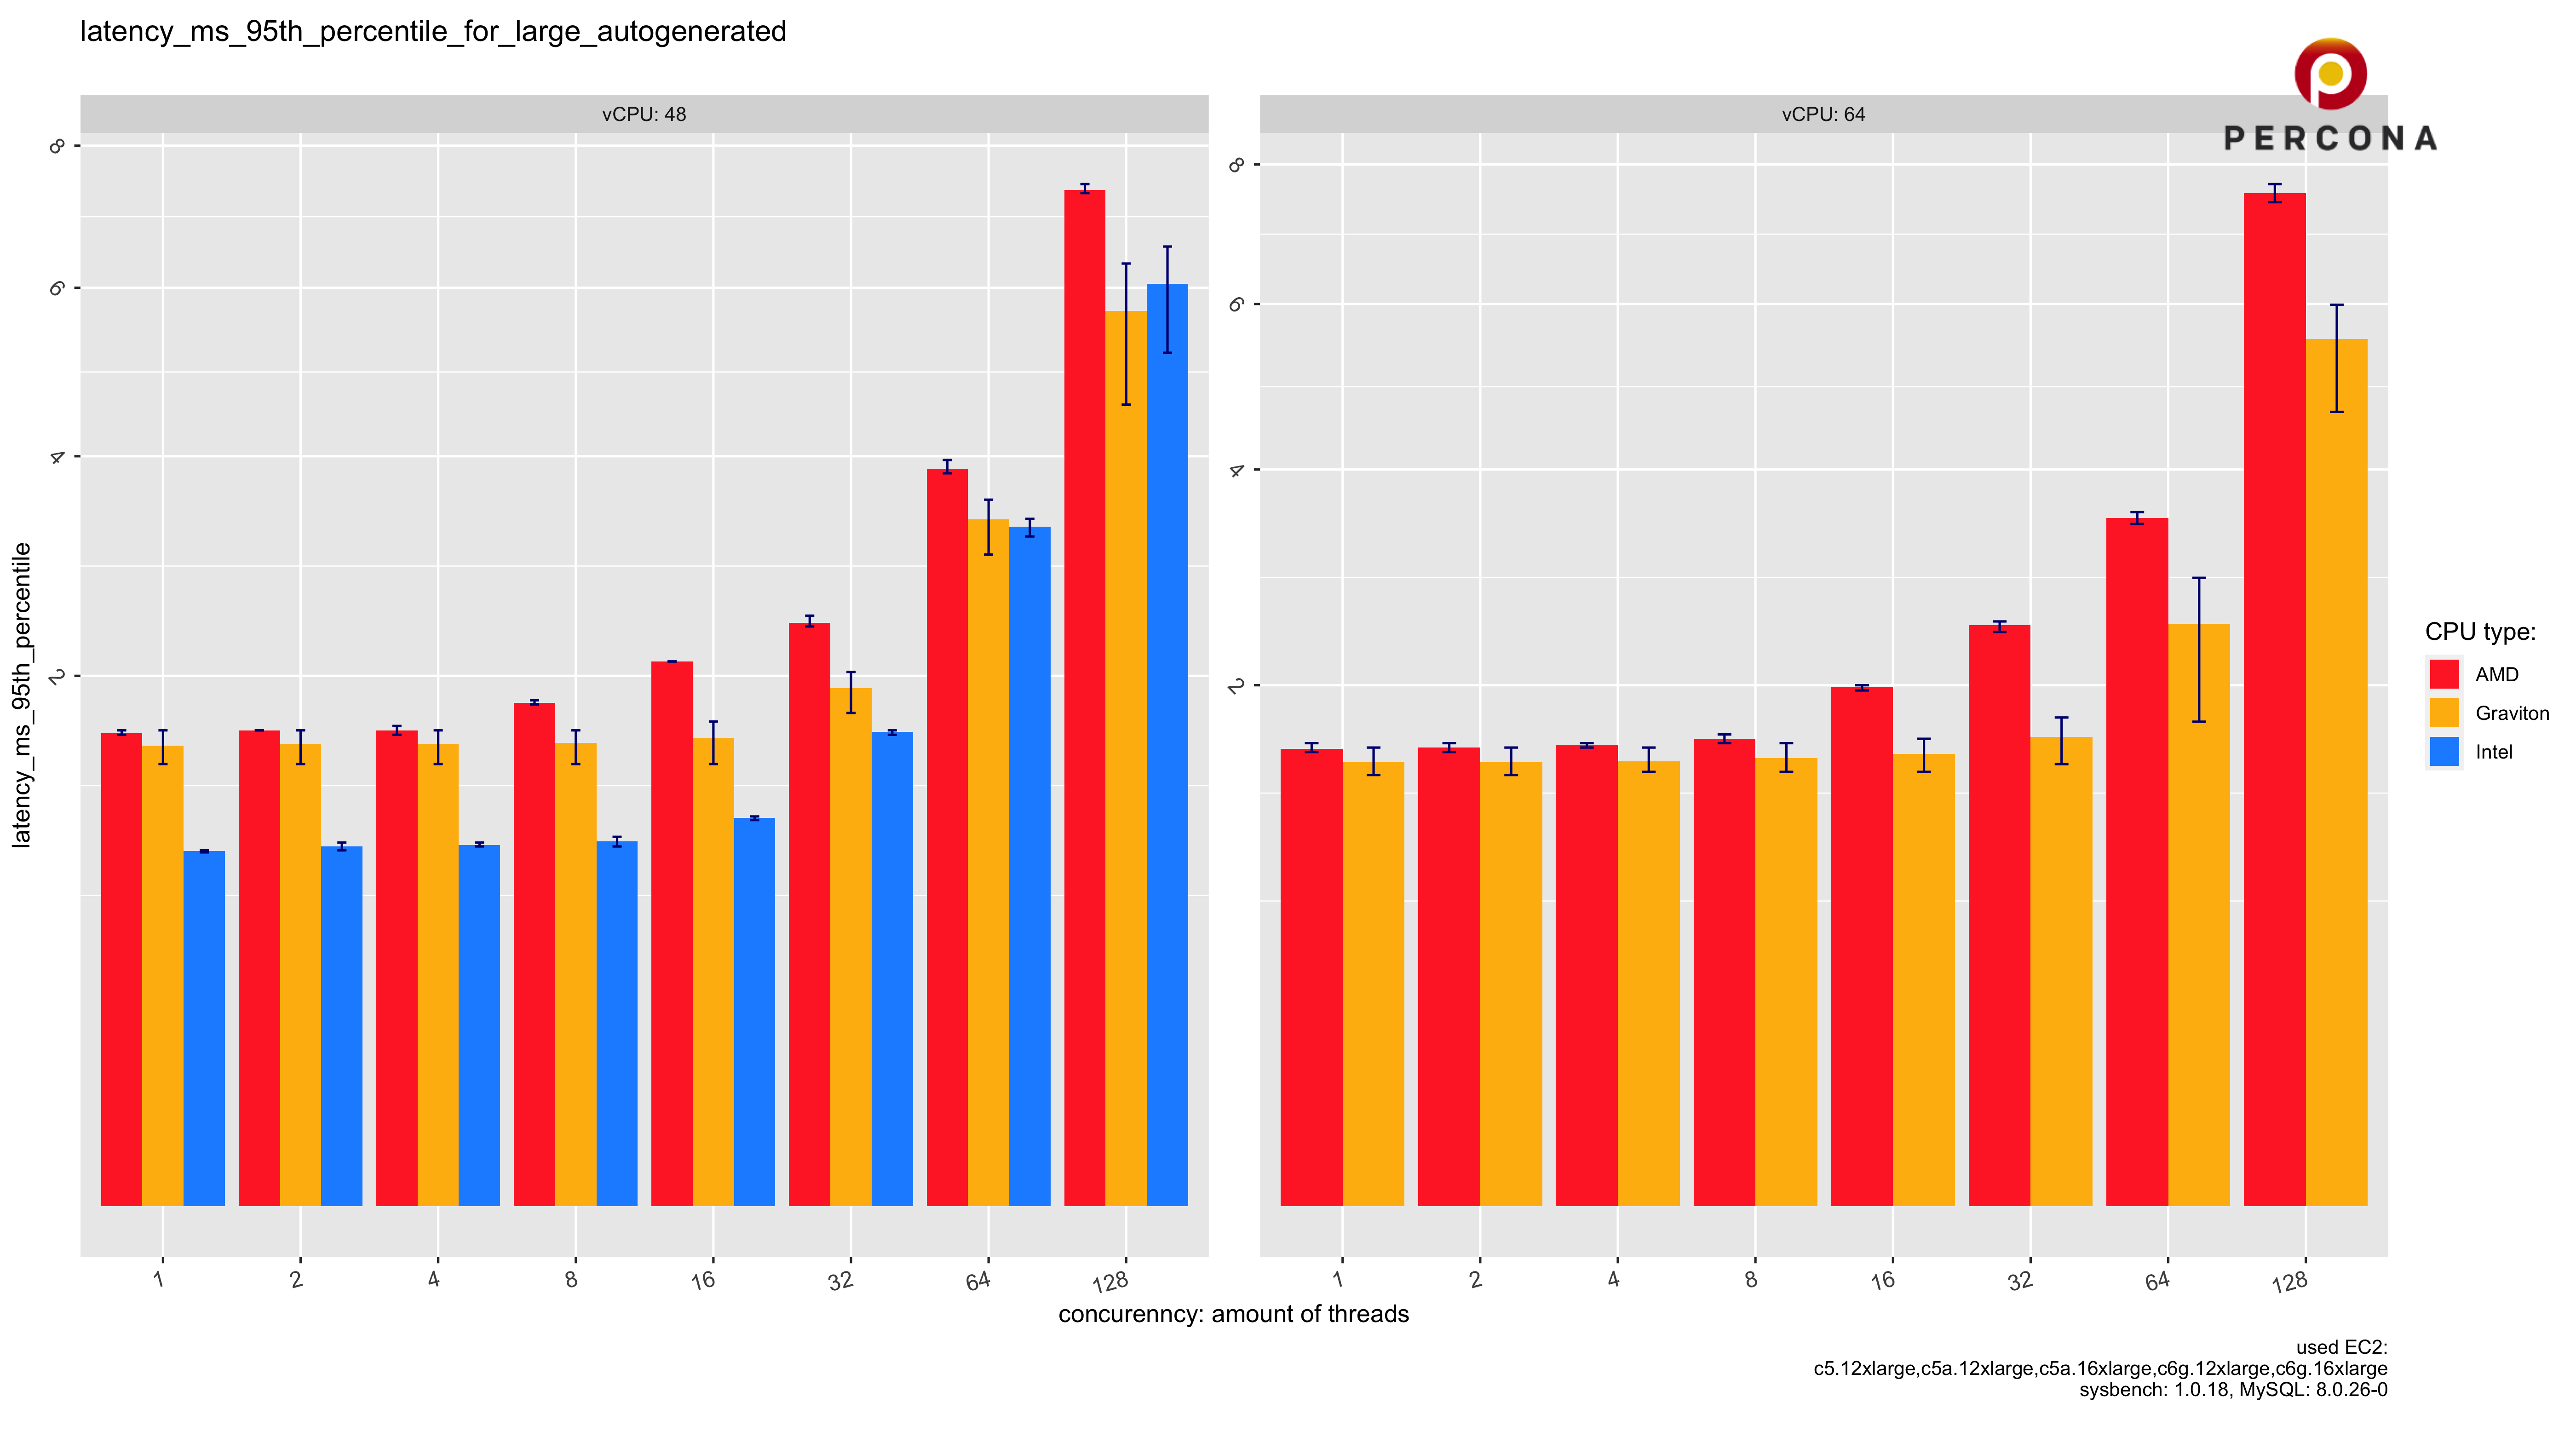 latency_ms_95th_percentile_for_large_autogenerated
PERCONA
vCPU: 48
vCPU: 64
latency_ms_95th_percentile
8
6
4
2
8
6
4
2
1 2 4 8 16 32 64 128
1 2 4 8 16 32 64 128
concurenncy: amount of threads
CPU type:
AMD
Graviton
Intel
used EC2:
c5.12xlarge,c5a.12xlarge,c5a.16xlarge,c6g.12xlarge,c6g.16xlarge
sysbench: 1.0.18, MySQL: 8.0.26-0